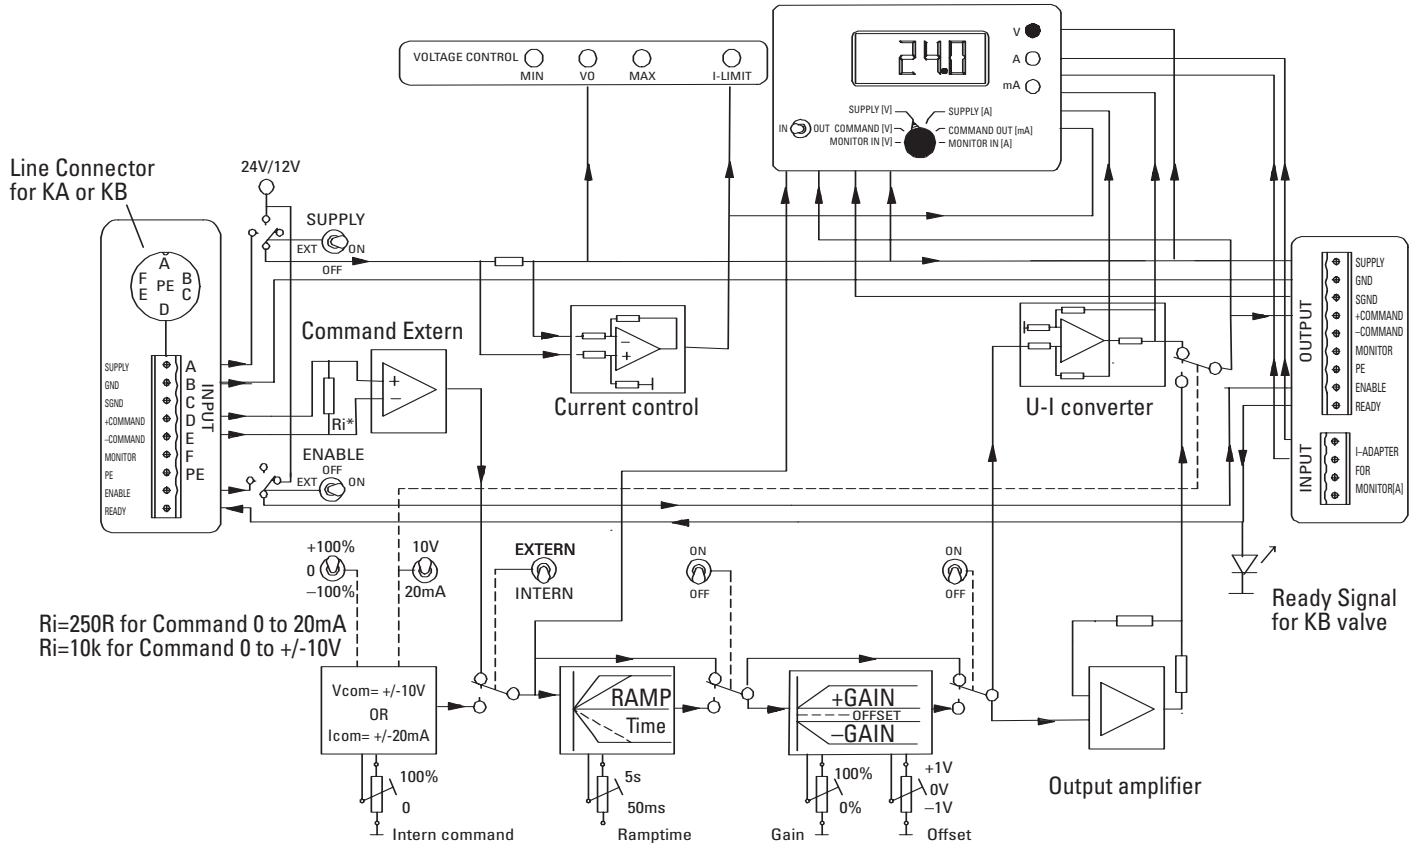 VOLTAGE CONTROL
MIN
VO
MAX
I-LIMIT
24.0
V
A
mA
SUPPLY [V]
SUPPLY [A]
IN
OUT
COMMAND [V]
COMMAND OUT [mA]
MONITOR IN [V]
MONITOR IN [A]
Line Connector
for KA or KB
24V/12V
SUPPLY
EXT
ON
OFF
A
F
B
PE
E
C
D
Command Extern
Ri*
Current control
U-I converter
SUPPLY
GND
SGND
+COMMAND
–COMMAND
MONITOR
PE
ENABLE
READY
A
B
C
D
E
F
PE
INPUT
ENABLE
OFF
EXT
ON
OUTPUT
SUPPLY
GND
SGND
+COMMAND
–COMMAND
MONITOR
PE
ENABLE
READY
INPUT
I–ADAPTER
FOR
MONITOR[A]
+100%
0
–100%
10V
20mA
EXTERN
INTERN
ON
OFF
ON
OFF
Ready Signal
for KB valve
Ri=250R for Command 0 to 20mA
Ri=10k for Command 0 to +/-10V
Vcom= +/-10V
OR
Icom= +/-20mA
RAMP
Time
+GAIN
OFFSET
–GAIN
100%
0
Intern command
5s
50ms
Ramptime
100%
0%
Gain
+1V
0V
–1V
Offset
Output amplifier